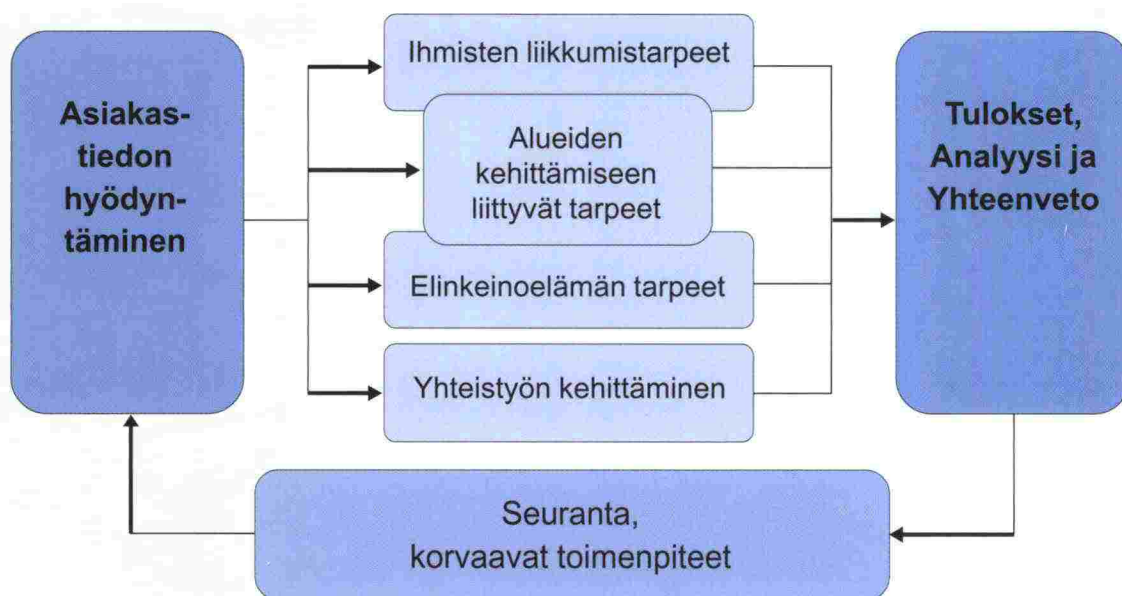 Asiakas-
tiedon
hyödyn-
täminen
Ihmisten liikkumistarpeet
Alueiden
kehittämiseen
liittyvät tarpeet
Elinkeinoelämän tarpeet
Yhteistyön kehittäminen
Tulokset,
Analyysi ja
Yhteenveto
Seuranta,
korvaavat toimenpiteet